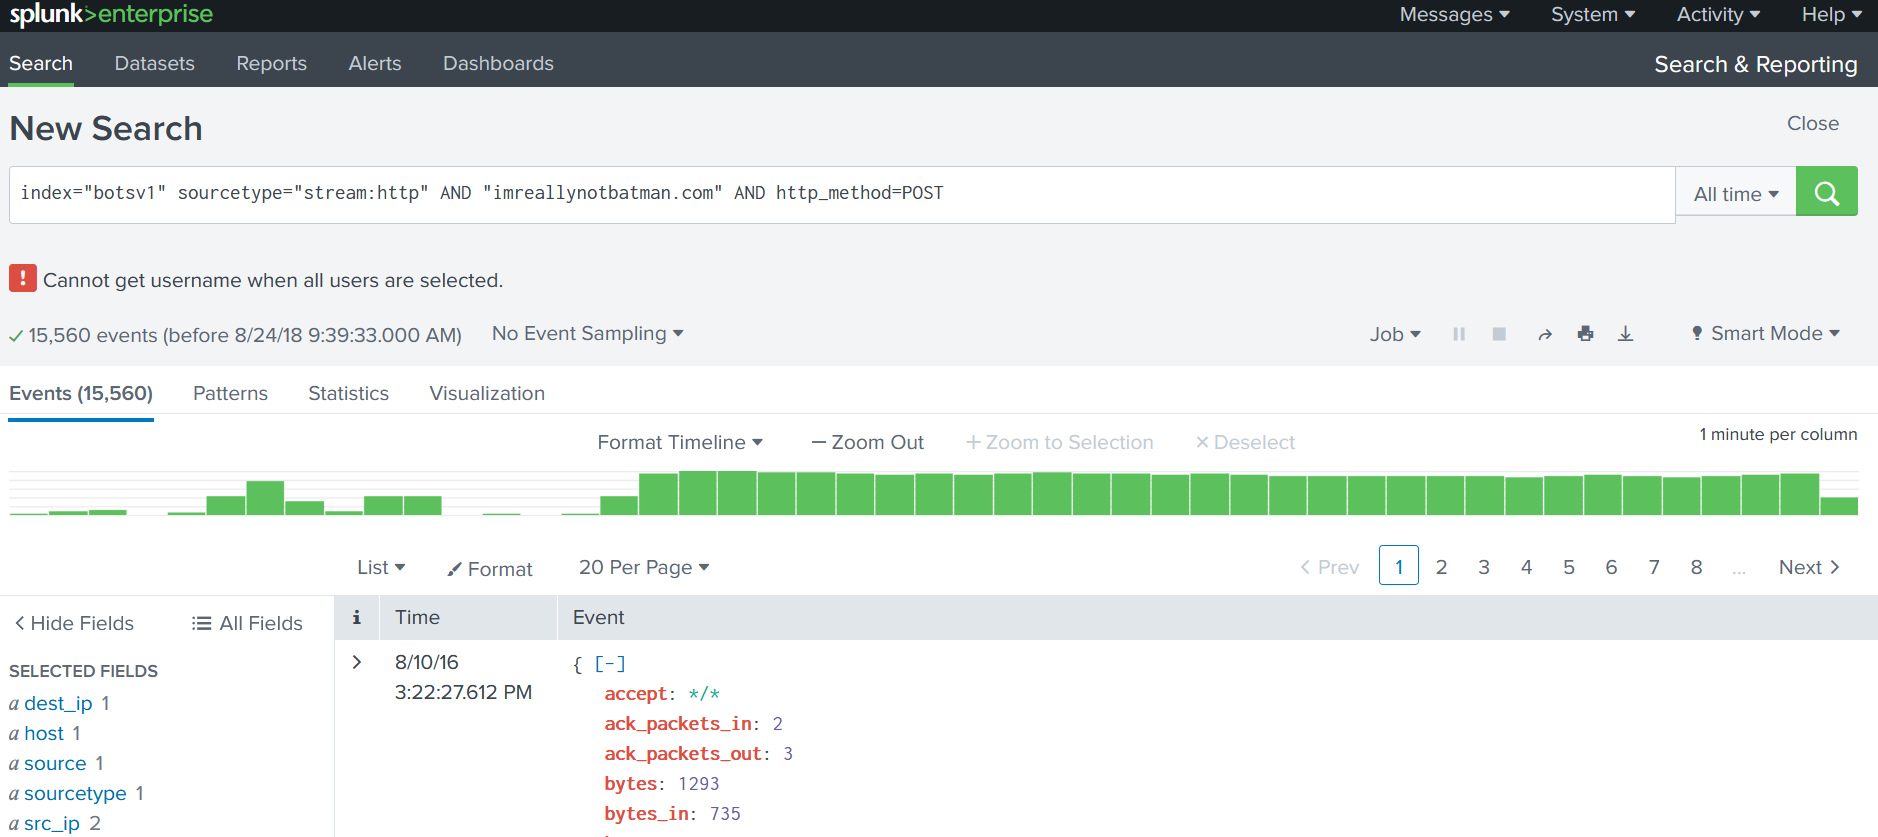 splunk>enterprise
Messages System Activity Help
Search Datasets Reports Alerts Dashboards Search & Reporting
New Search Close
index="botsv1" sourcetype="stream:http" AND "imreallynotbatman.com" AND http_method=POST All time
! Cannot get username when all users are selected.
15,560 events (before 8/24/18 9:39:33.000 AM) No Event Sampling Job Smart Mode
Events (15,560) Patterns Statistics Visualization
Format Timeline — Zoom Out + Zoom to Selection × Deselect 1 minute per column
List Format 20 Per Page < Prev 1 2 3 4 5 6 7 8 ... Next >
< Hide Fields All Fields i Time Event
SELECTED FIELDS
a dest_ip 1
a host 1
a source 1
a sourcetype 1
a src_ip 2
> 8/10/16 { [-]
3:22:27.612 PM
accept: */*
ack_packets_in: 2
ack_packets_out: 3
bytes: 1293
bytes_in: 735